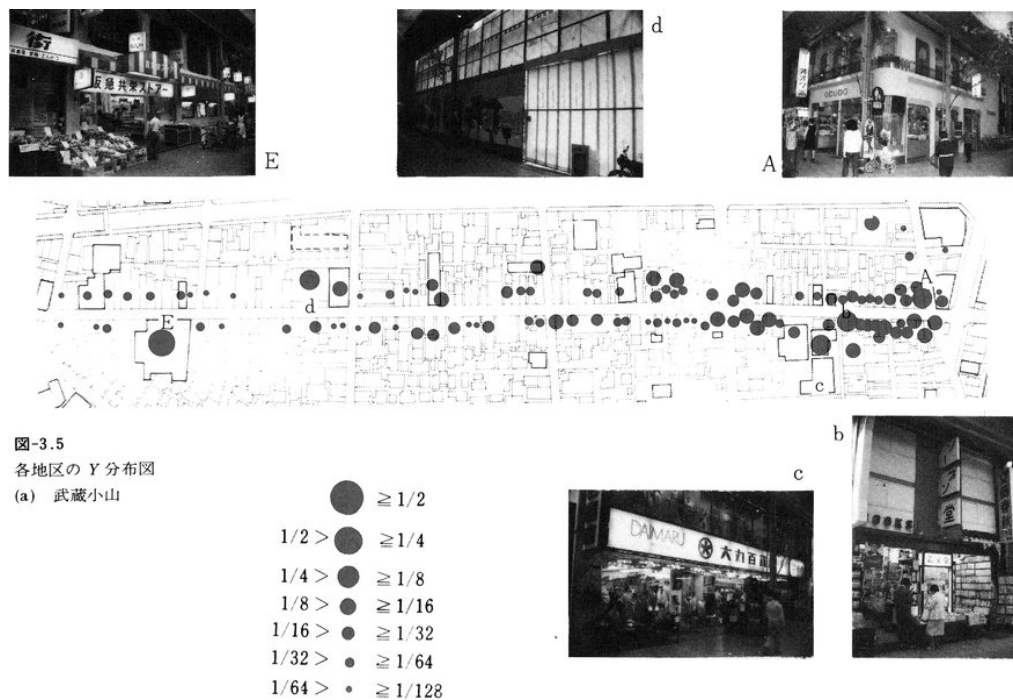 街
阪急共栄ストアー
E
d
A
A
d
b
E
c
図-3.5
各地区の Y 分布図
(a) 武蔵小山
≧1/2
1/2> ≧1/4
1/4> ≧1/8
1/8> ≧1/16
1/16> ≧1/32
1/32> ≧1/64
1/64> ≧1/128
c
DAIMARU 大丸百
b
堂
BOOKS